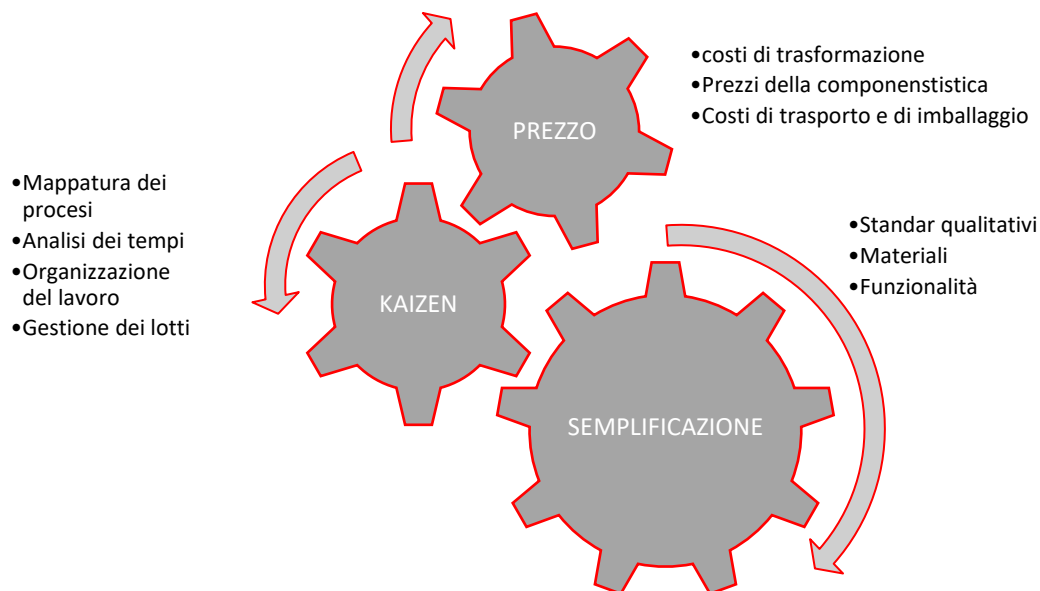 •costi di trasformazione
•Prezzi della componenstistica
•Costi di trasporto e di imballaggio
PREZZO
•Mappatura dei
procesi
•Analisi dei tempi
•Organizzazione
del lavoro
•Gestione dei lotti
KAIZEN
•Standar qualitativi
•Materiali
•Funzionalità
SEMPLIFICAZIONE